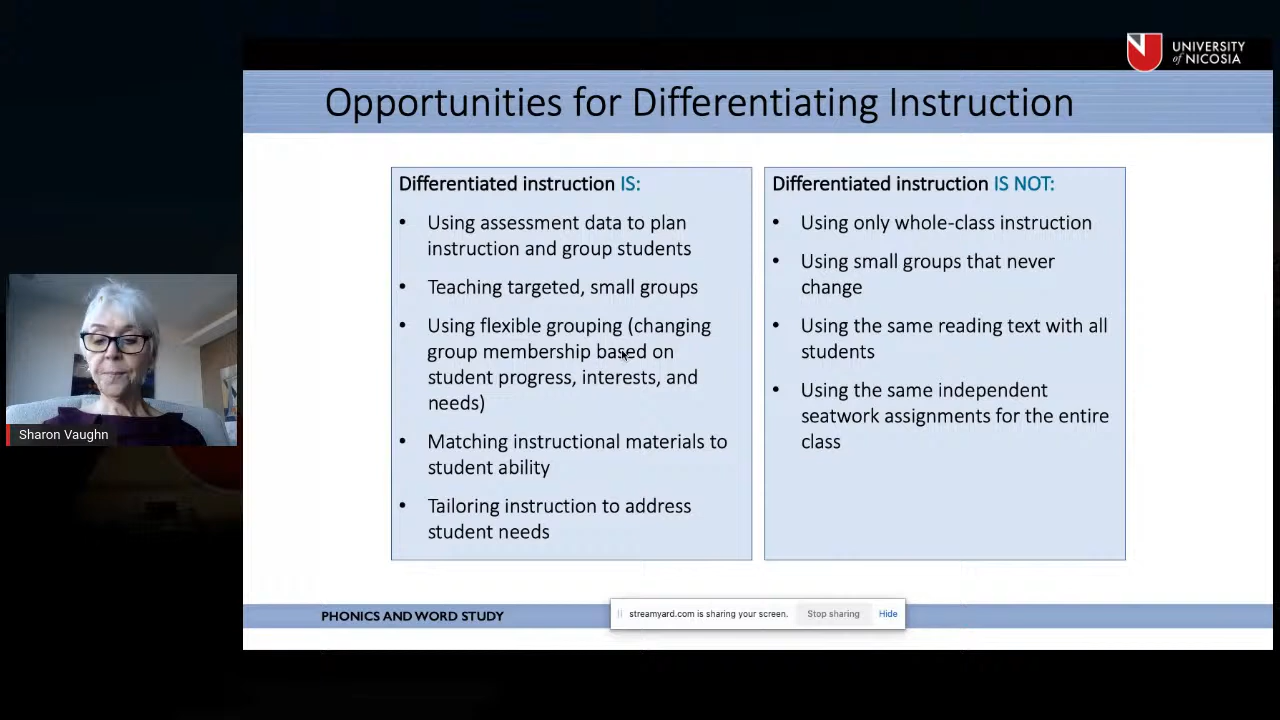 UNIVERSITY
of NICOSIA
Opportunities for Differentiating Instruction
Differentiated instruction IS:
• Using assessment data to plan
instruction and group students
• Teaching targeted, small groups
• Using flexible grouping (changing
group membership based on
student progress, interests, and
needs)
• Matching instructional materials to
student ability
• Tailoring instruction to address
student needs
Differentiated instruction IS NOT:
• Using only whole-class instruction
• Using small groups that never
change
• Using the same reading text with all
students
• Using the same independent
seatwork assignments for the entire
class
Sharon Vaughn
PHONICS AND WORD STUDY
streamyard.com is sharing your screen. Stop sharing Hide